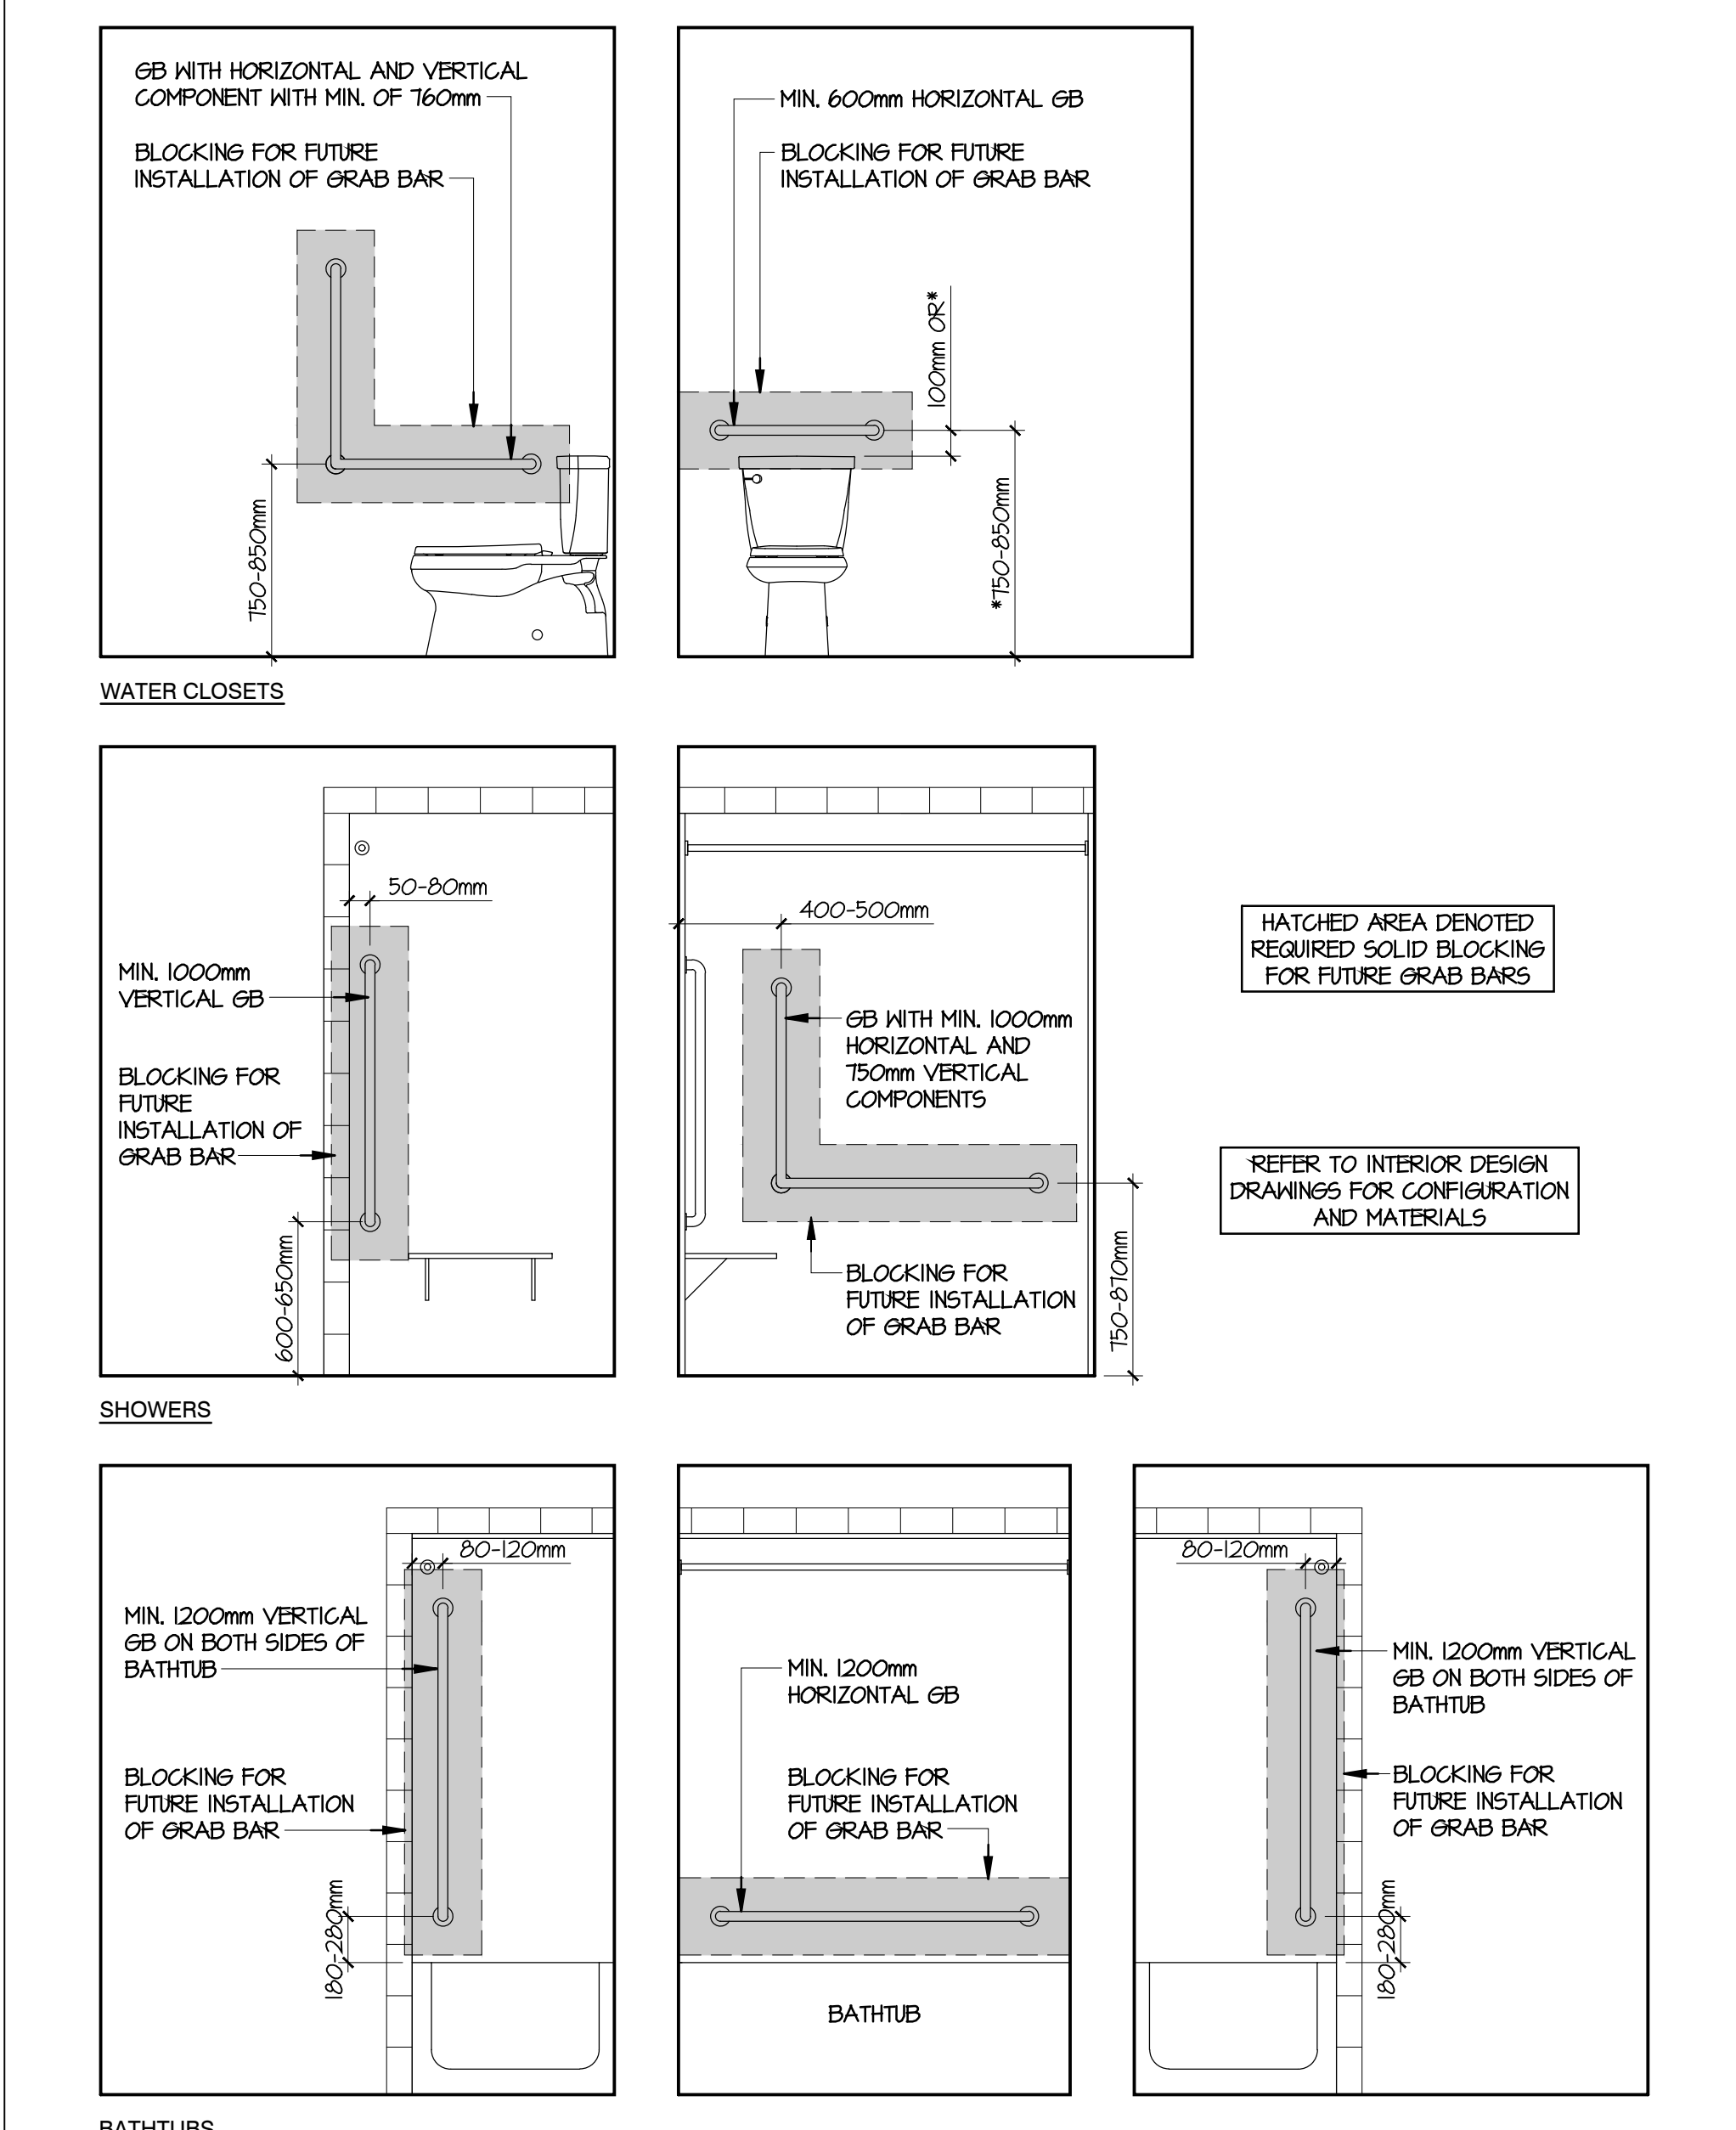 GB WITH HORIZONTAL AND VERTICAL
COMPONENT WITH MIN. OF 760mm
BLOCKING FOR FUTURE
INSTALLATION OF GRAB BAR
750-850mm
MIN. 600mm HORIZONTAL GB
BLOCKING FOR FUTURE
INSTALLATION OF GRAB BAR
100mm OR*
*750-850mm
WATER CLOSETS
50-80mm
MIN. 1000mm
VERTICAL GB
BLOCKING FOR
FUTURE
INSTALLATION OF
GRAB BAR
600-650mm
400-500mm
GB WITH MIN. 1000mm
HORIZONTAL AND
750mm VERTICAL
COMPONENTS
BLOCKING FOR
FUTURE INSTALLATION
OF GRAB BAR
750-870mm
HATCHED AREA DENOTED
REQUIRED SOLID BLOCKING
FOR FUTURE GRAB BARS
REFER TO INTERIOR DESIGN
DRAWINGS FOR CONFIGURATION
AND MATERIALS
SHOWERS
80-120mm
MIN. 1200mm VERTICAL
GB ON BOTH SIDES OF
BATHTUB
BLOCKING FOR
FUTURE INSTALLATION
OF GRAB BAR
180-280mm
MIN. 1200mm
HORIZONTAL GB
BLOCKING FOR
FUTURE INSTALLATION
OF GRAB BAR
BATHTUB
80-120mm
MIN. 1200mm VERTICAL
GB ON BOTH SIDES OF
BATHTUB
BLOCKING FOR
FUTURE INSTALLATION
OF GRAB BAR
180-280mm
BATHTUBS